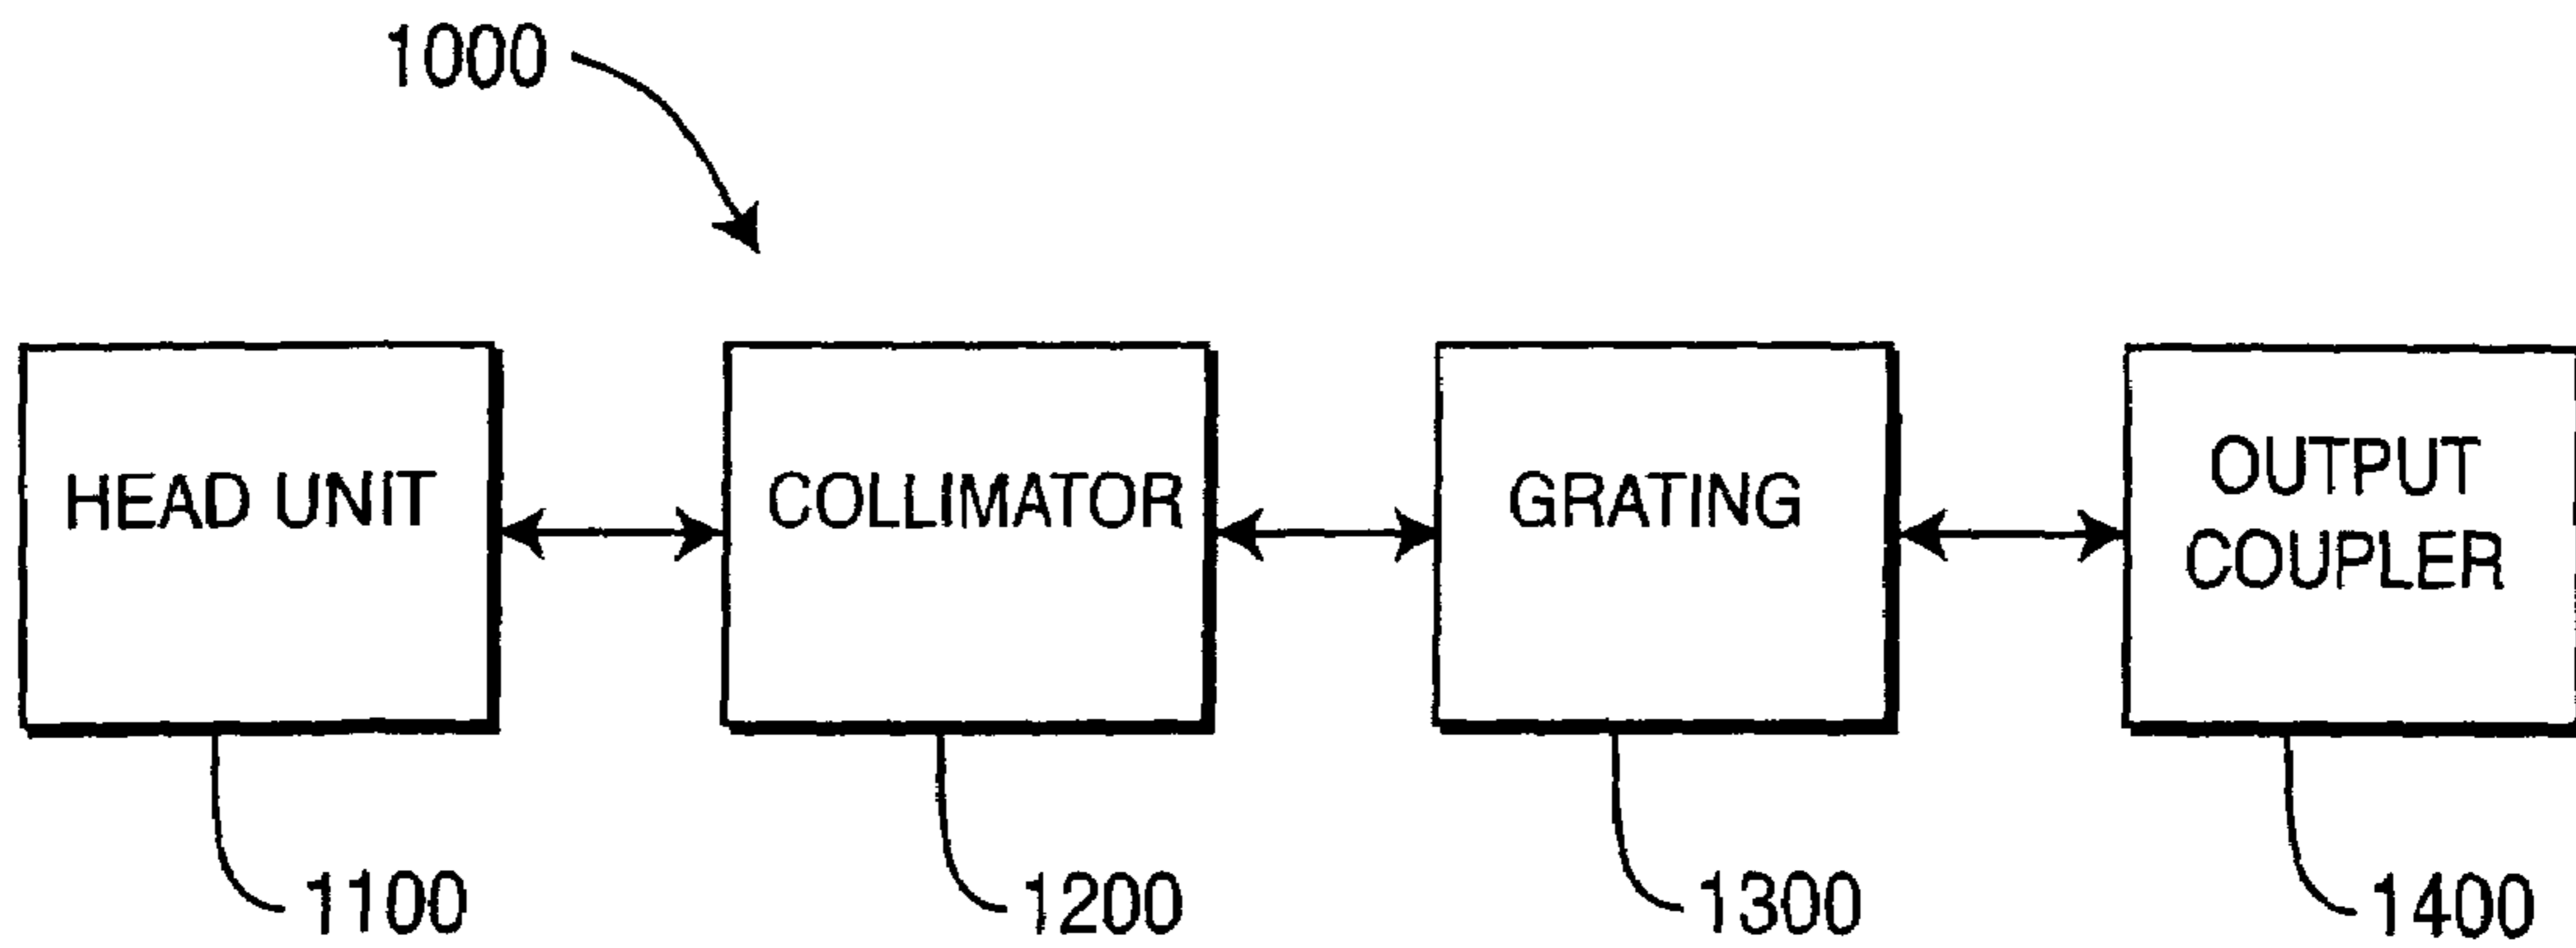 1000
HEAD UNIT
COLLIMATOR
GRATING
OUTPUT
COUPLER
1100
1200
1300
1400